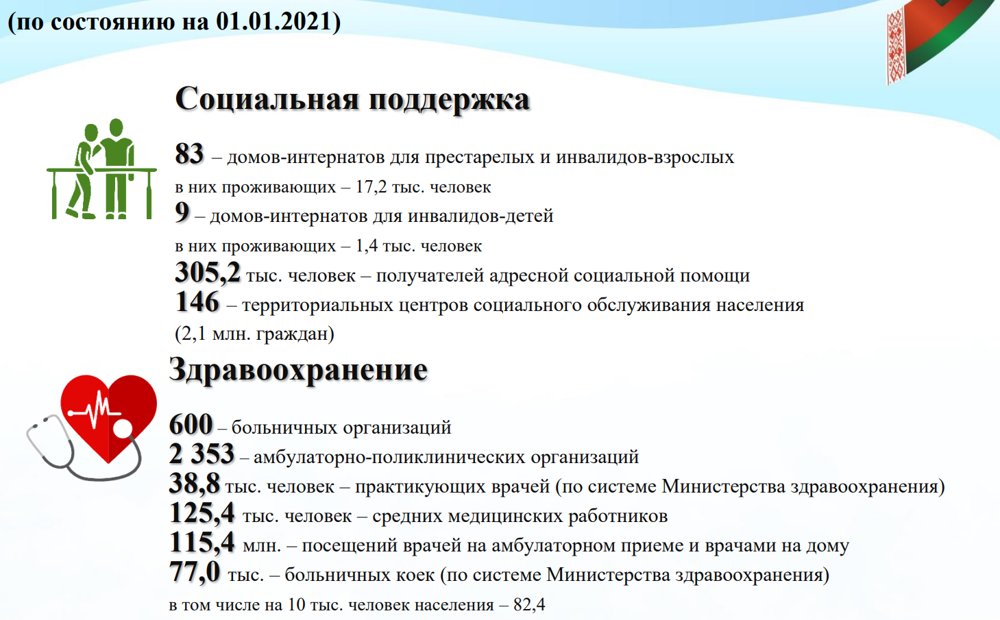 (по состоянию на 01.01.2021)
Социальная поддержка
83 – домов-интернатов для престарелых и инвалидов-взрослых
в них проживающих – 17,2 тыс. человек
9 – домов-интернатов для инвалидов-детей
в них проживающих – 1,4 тыс. человек
305,2 тыс. человек – получателей адресной социальной помощи
146 – территориальных центров социального обслуживания населения
(2,1 млн. граждан)
Здравоохранение
600 – больничных организаций
2 353 – амбулаторно-поликлинических организаций
38,8 тыс. человек – практикующих врачей (по системе Министерства здравоохранения)
125,4 тыс. человек – средних медицинских работников
115,4 млн. – посещений врачей на амбулаторном приеме и врачами на дому
77,0 тыс. – больничных коек (по системе Министерства здравоохранения)
в том числе на 10 тыс. человек населения – 82,4